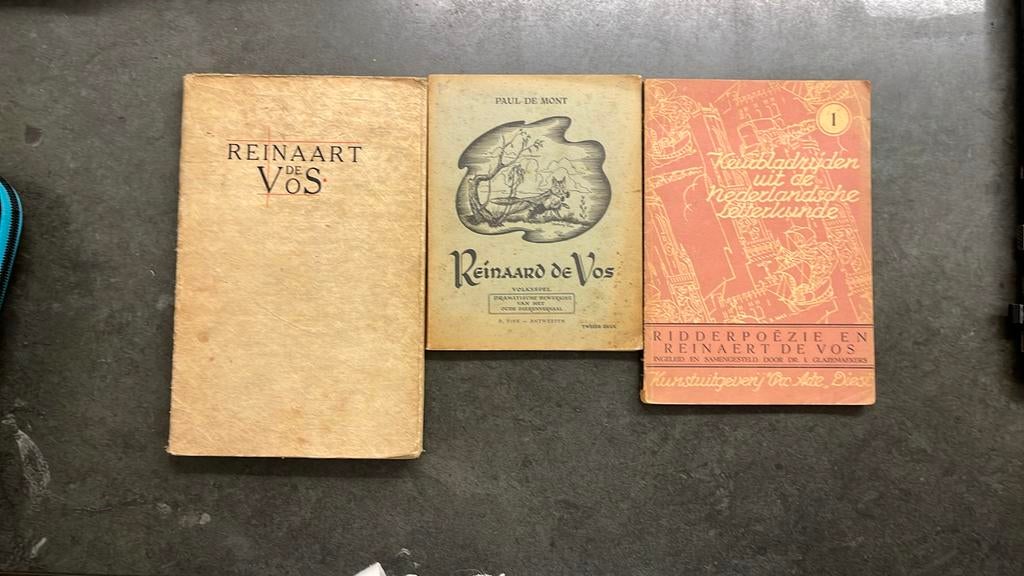 REINAART
DE
VOS
PAUL DE MONT
Reinaard de Vos
VOLKSSPEL
DRAMATISCHE BEWERKING
VAN HET
OUDE DIERENVERHAAL
ANTWERPEN
TWEEDE DRUK
1
Keurbladzijden
uit de
Nederlandsche
Letterkunde
RIDDERPOËZIE EN
REINAERT DE VOS
INGELEID EN SAMENGESTELD DOOR DR. L. GLAZEMAEKERS
Kunstuitgeverij Pro Arte, Diest